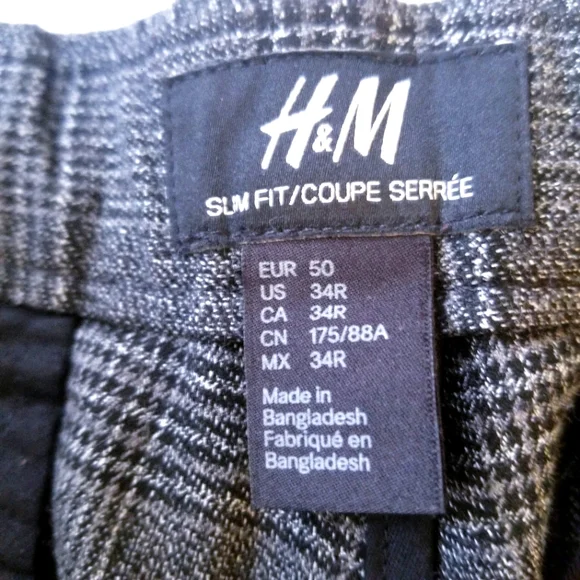 H&M
SLIM FIT/COUPE SERRÉE
EUR 50
US 34R
CA 34R
CN 175/88A
MX 34R
Made in
Bangladesh
Fabriqué en
Bangladesh